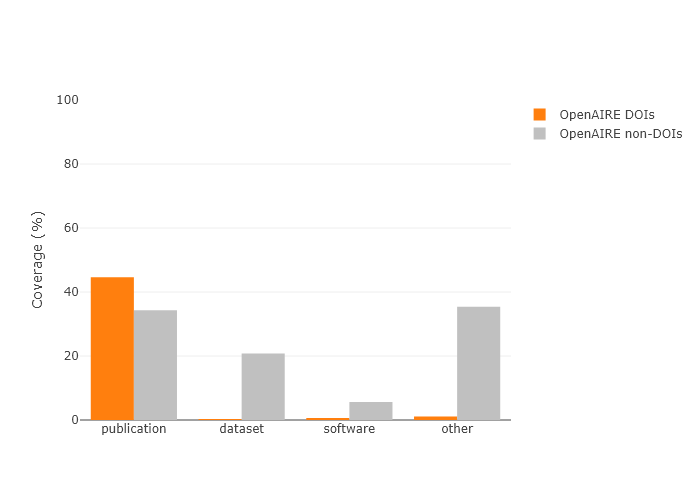 100
80
60
40
20
0
Coverage (%)
publication
dataset
software
other
OpenAIRE DOIs
OpenAIRE non-DOIs